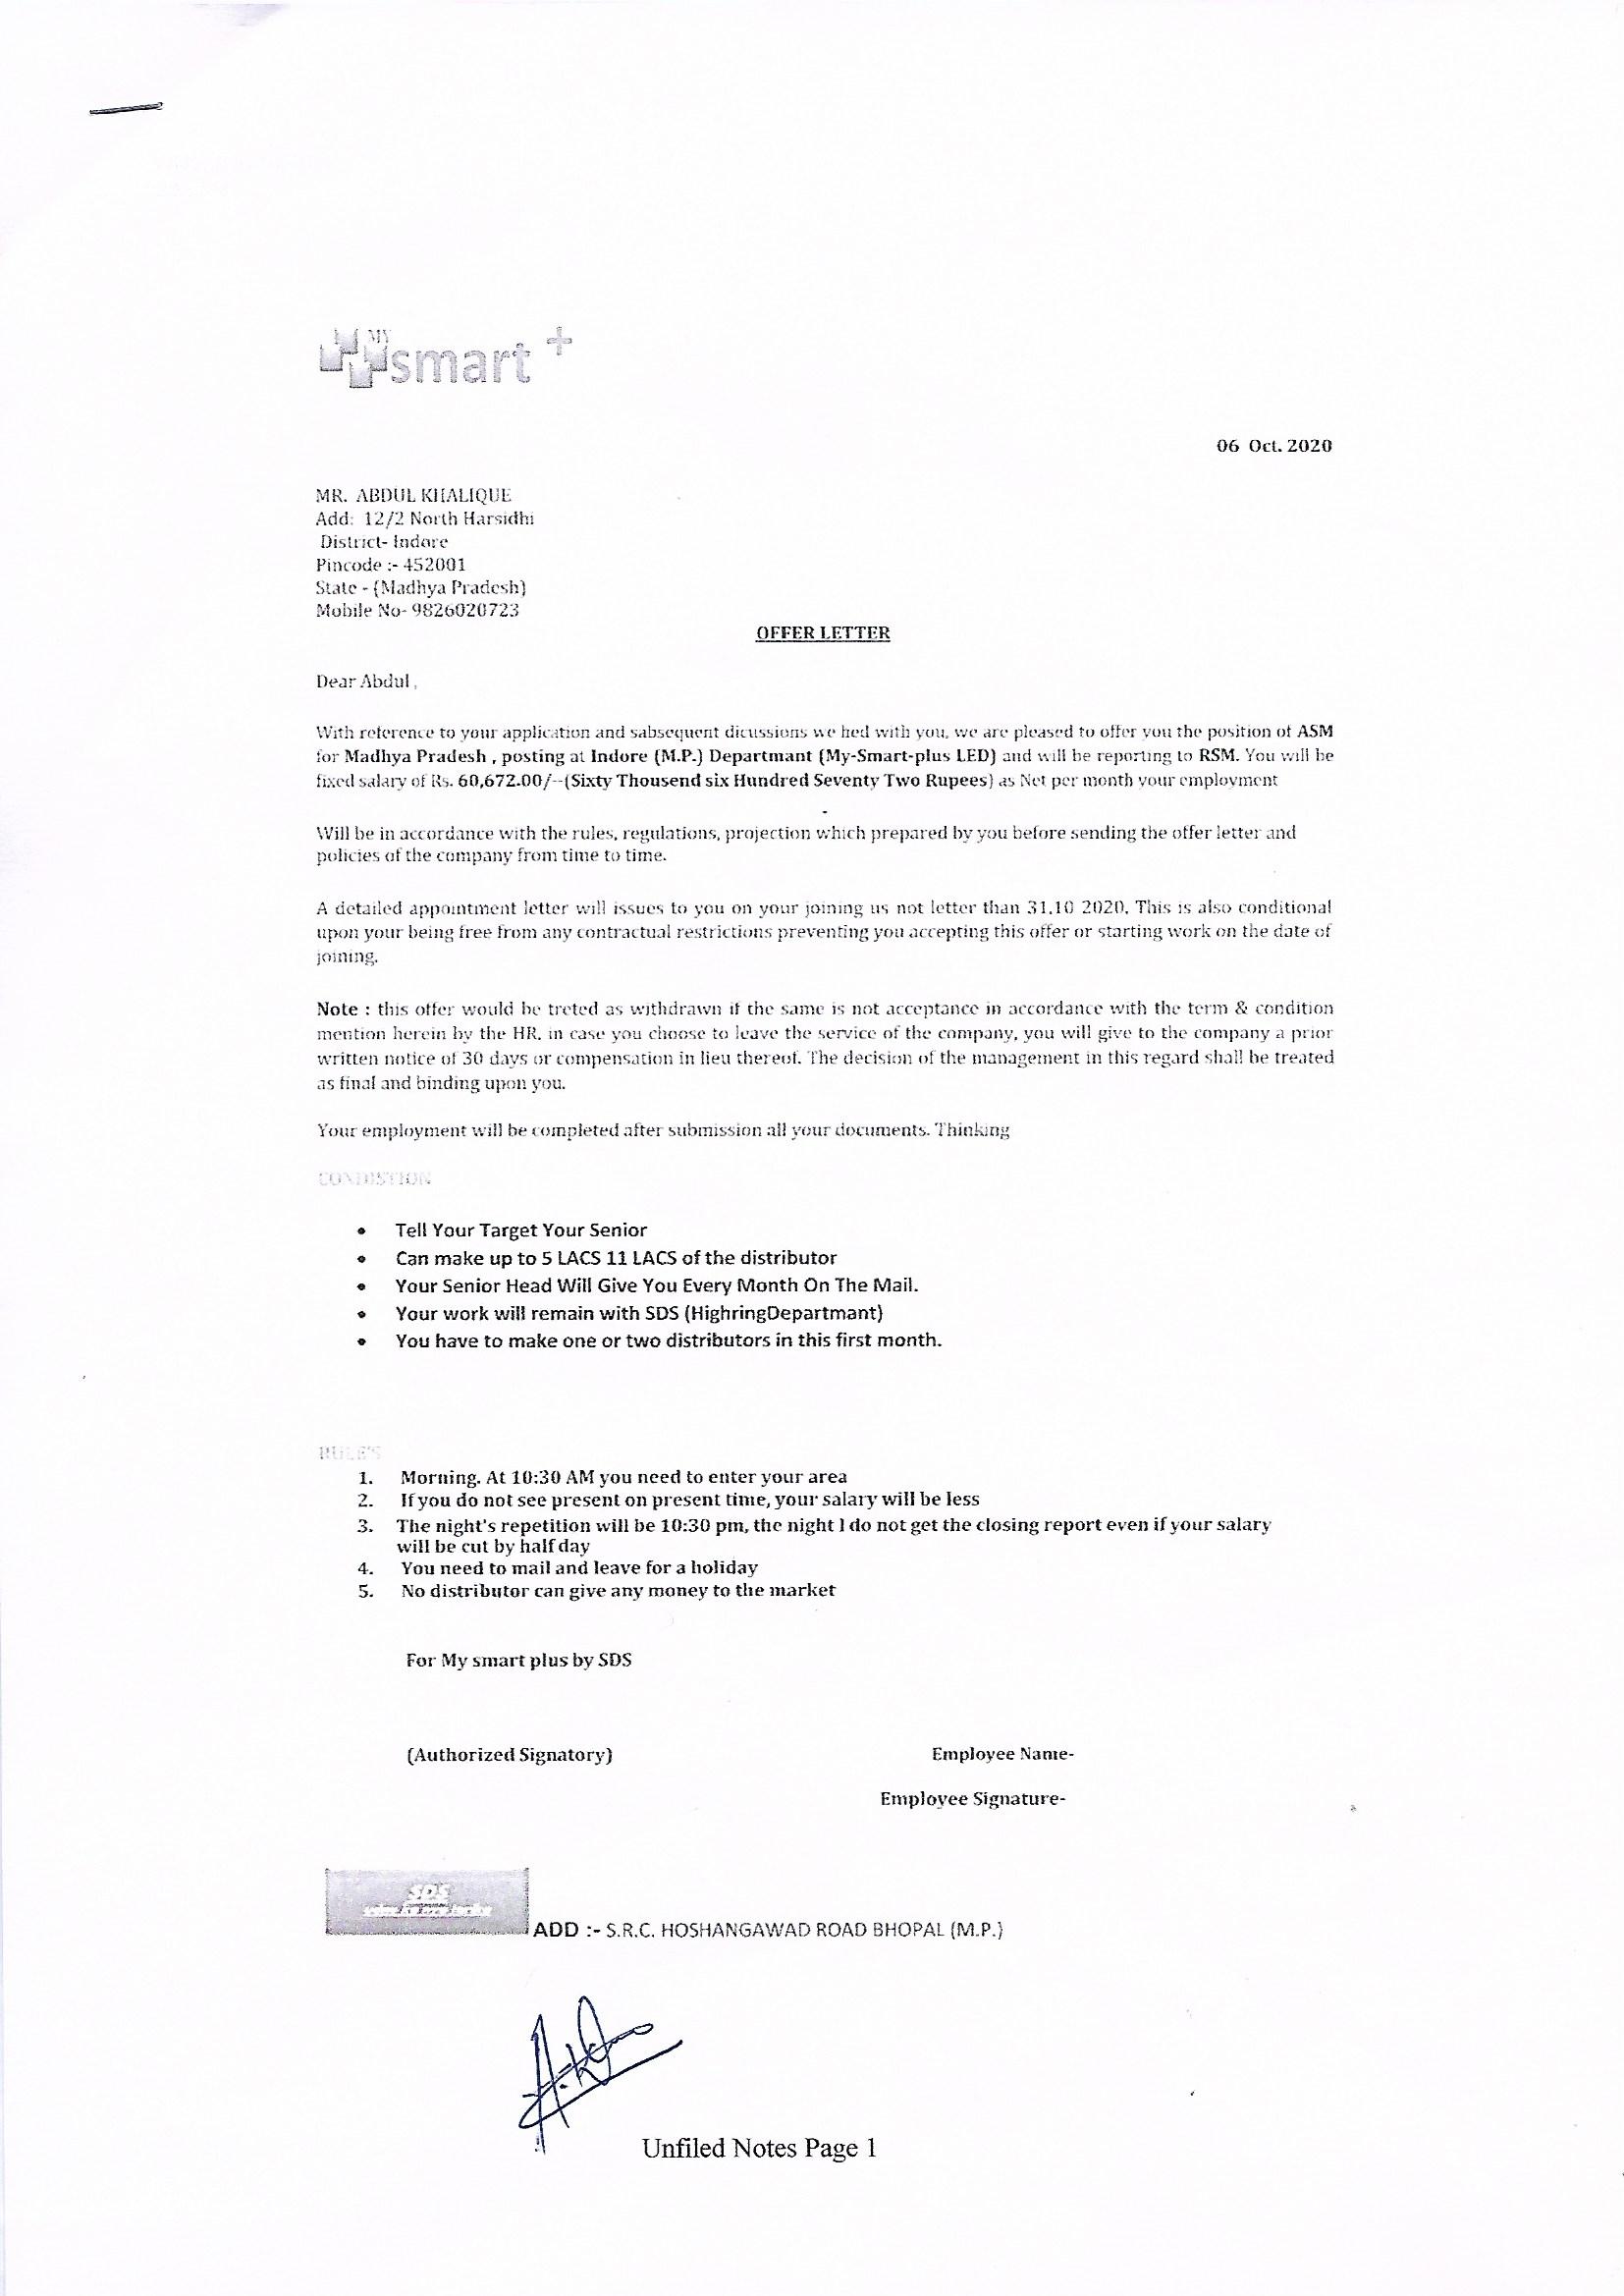 MY
smart +
06 Oct. 2020
MR. ABDUL KHALIQUE
Add: 12/2 North Harsidhi
District- Indore
Pincode :- 452001
State - (Madhya Pradesh)
Mobile No- 9826020723
OFFER LETTER
Dear Abdul ,
With reference to your application and sabsequent dicussions we hed with you, we are pleased to offer you the position of ASM
for Madhya Pradesh , posting at Indore (M.P.) Departmant (My-Smart-plus LED) and will be reporting to RSM. You will be
fixed salary of Rs. 60,672.00/--(Sixty Thousend six Hundred Seventy Two Rupees) as Net per month your employment
Will be in accordance with the rules, regulations, projection which prepared by you before sending the offer letter and
policies of the company from time to time.
A detailed appointment letter will issues to you on your joining us not letter than 31.10 2020. This is also conditional
upon your being free from any contractual restrictions preventing you accepting this offer or starting work on the date of
joining.
Note : this offer would be treted as withdrawn if the same is not acceptance in accordance with the term & condition
mention herein by the HR. in case you choose to leave the service of the company, you will give to the company a prior
written notice of 30 days or compensation in lieu thereof. The decision of the management in this regard shall be treated
as final and binding upon you.
Your employment will be completed after submission all your documents. Thinking
CONDISTION
• Tell Your Target Your Senior
• Can make up to 5 LACS 11 LACS of the distributor
• Your Senior Head Will Give You Every Month On The Mail.
• Your work will remain with SDS (HighringDepartmant)
• You have to make one or two distributors in this first month.
RULE'S
1. Morning. At 10:30 AM you need to enter your area
2. If you do not see present on present time, your salary will be less
3. The night's repetition will be 10:30 pm, the night I do not get the closing report even if your salary
will be cut by half day
4. You need to mail and leave for a holiday
5. No distributor can give any money to the market
For My smart plus by SDS
(Authorized Signatory) Employee Name-
Employee Signature-
SDS
ADD :- S.R.C. HOSHANGAWAD ROAD BHOPAL (M.P.)
Unfiled Notes Page 1